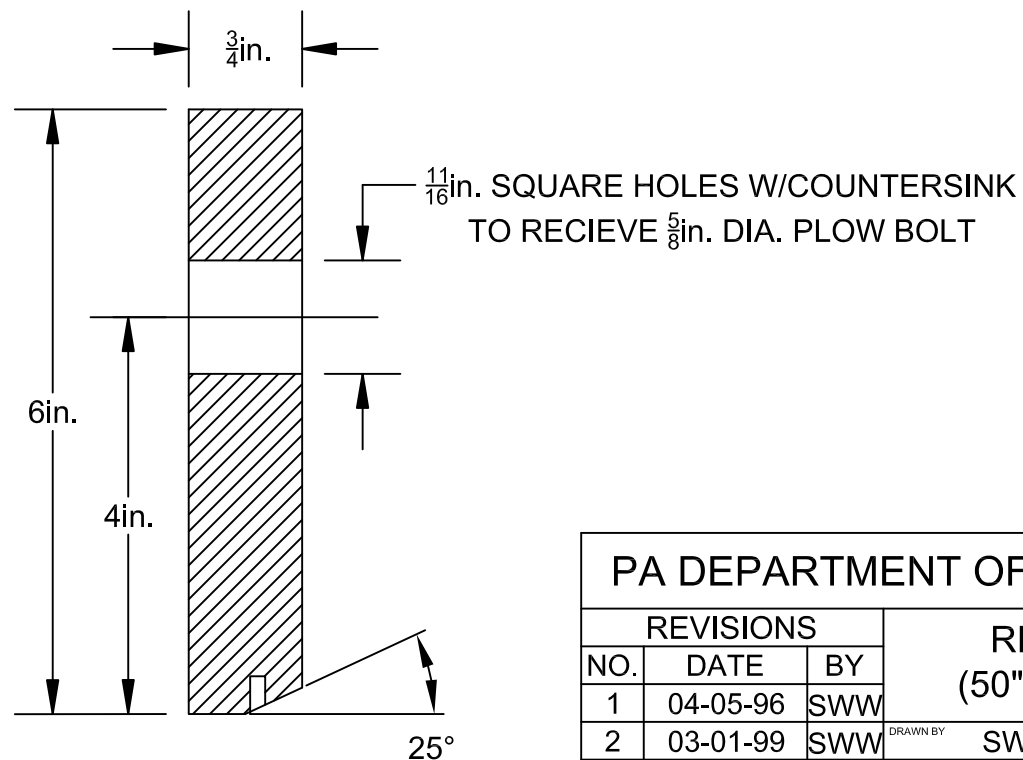 3/4in.
11/16in. SQUARE HOLES W/COUNTERSINK
TO RECIEVE 5/8in. DIA. PLOW BOLT
6in.
4in.
25°
PA DEPARTMENT OF
REVISIONS
NO. DATE BY
1 04-05-96 SWW
2 03-01-99 SWW
(50"
DRAWN BY